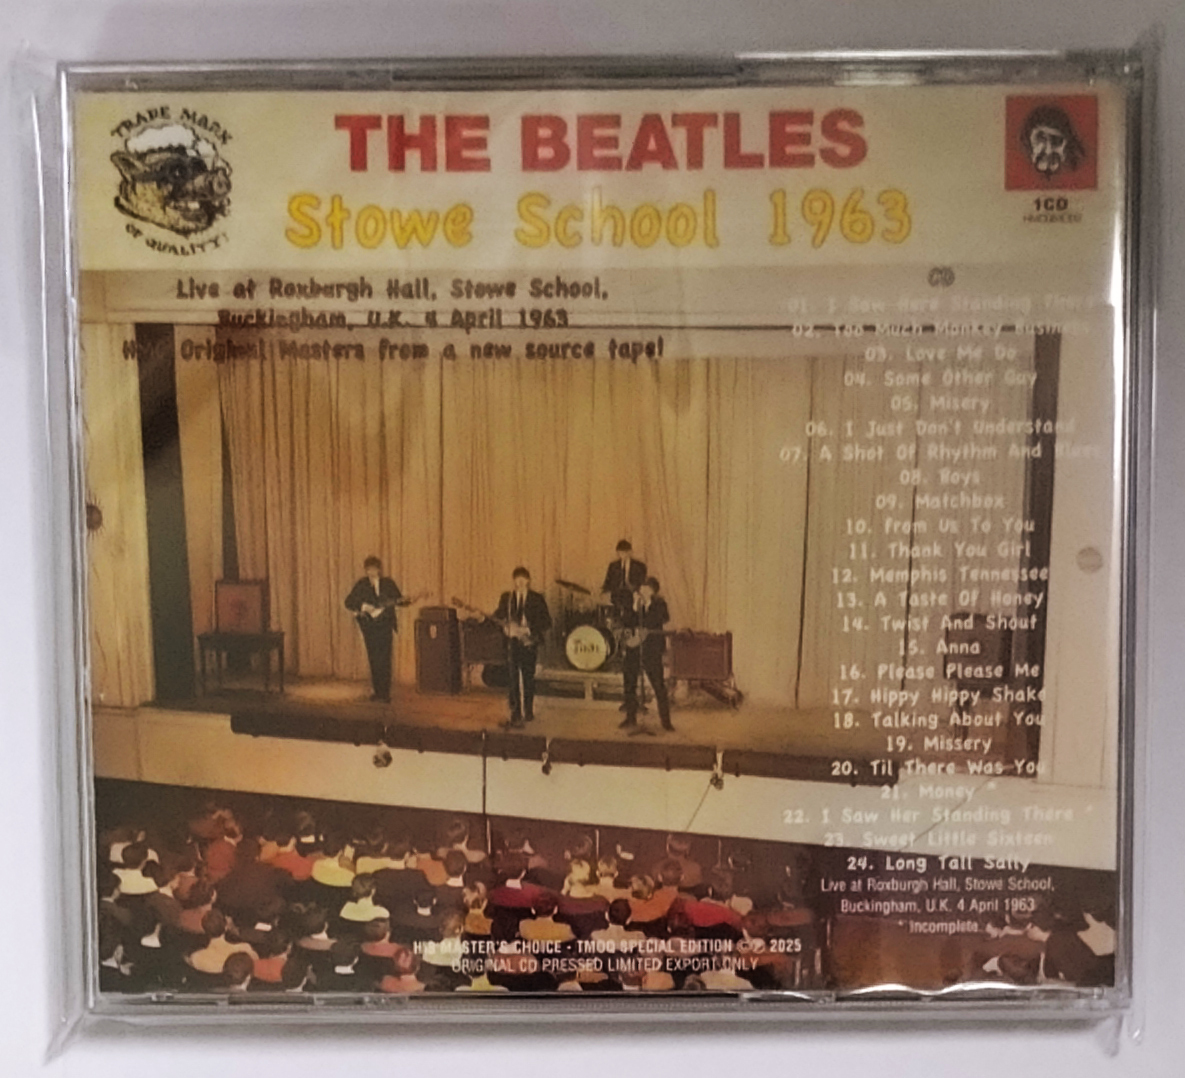 TRADE MARK
OF QUALITY!
THE BEATLES
Stowe School 1963
1CD
Live at Roxburgh Hall, Stowe School,
Buckingham, U.K. 4 April 1963
Original Masters from a new source tape!
CD
01. I Saw Here Standing There
02. Too Much Monkey Business
03. Love Me Do
04. Some Other Guy
05. Misery
06. I Just Don't Understand
07. A Shot Of Rhythm And Blues
08. Boys
09. Matchbox
10. From Us To You
11. Thank You Girl
12. Memphis Tennessee
13. A Taste Of Honey
14. Twist And Shout
15. Anna
16. Please Please Me
17. Hippy Hippy Shake
18. Talking About You
19. Missery
20. Til There Was You
21. Money *
22. I Saw Her Standing There *
23. Sweet Little Sixteen
24. Long Tall Sally
Live at Roxburgh Hall, Stowe School,
Buckingham, U.K. 4 April 1963
* Incomplete
HIS MASTER'S CHOICE - TMOQ SPECIAL EDITION ©℗ 2025
ORIGINAL CD PRESSED LIMITED EXPORT ONLY